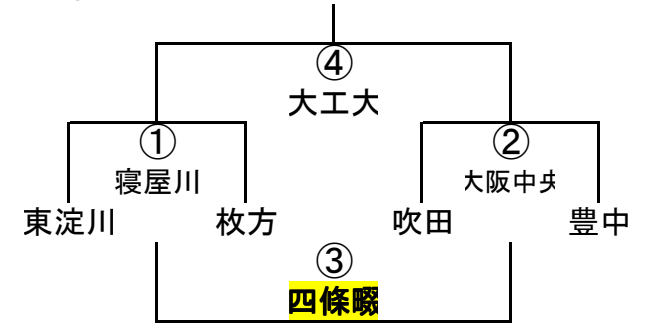 ④
大工大
① ②
寝屋川 大阪中央
東淀川 枚方 吹田 豊中
③
四條畷